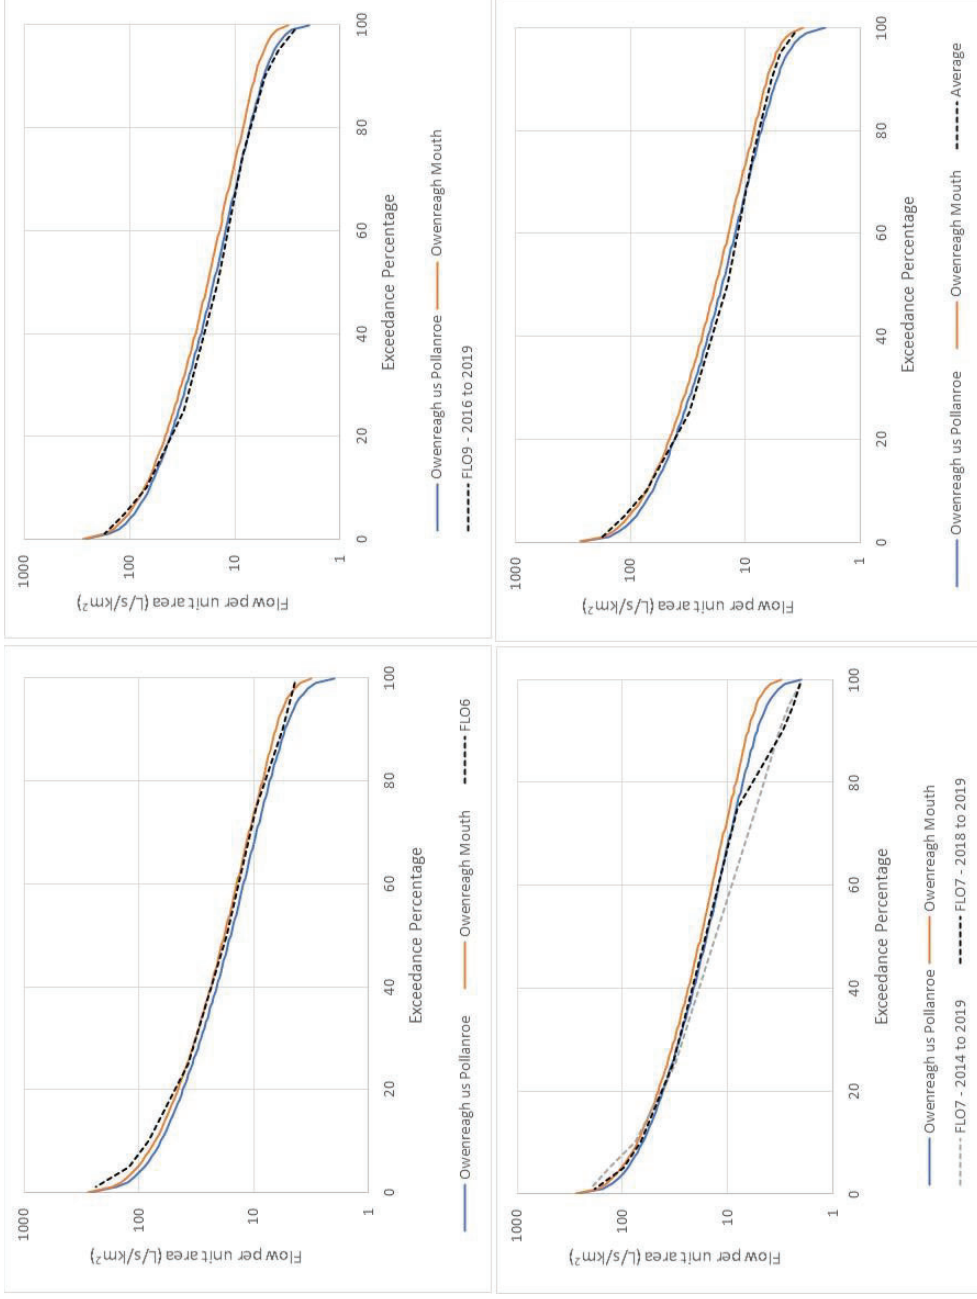 Flow per unit area (L/s/km²)
1000
100
10
1
0 20 40 60 80 100
Exceedance Percentage
Owenreagh us Pollanroe Owenreagh Mouth FLO6
Flow per unit area (L/s/km²)
1000
100
10
1
0 20 40 60 80 100
Exceedance Percentage
Owenreagh us Pollanroe Owenreagh Mouth
FLO9 - 2016 to 2019
Flow per unit area (L/s/km²)
1000
100
10
1
0 20 40 60 80 100
Exceedance Percentage
Owenreagh us Pollanroe Owenreagh Mouth
FLO7 - 2014 to 2019 FLO7 - 2018 to 2019
Flow per unit area (L/s/km²)
1000
100
10
1
0 20 40 60 80 100
Exceedance Percentage
Owenreagh us Pollanroe Owenreagh Mouth Average